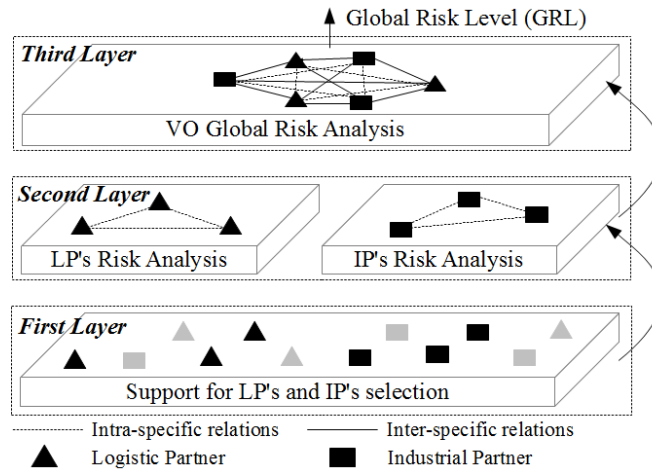 Global Risk Level (GRL)
Third Layer
VO Global Risk Analysis
Second Layer
LP's Risk Analysis
IP's Risk Analysis
First Layer
Support for LP's and IP's selection
Intra-specific relations
Inter-specific relations
Logistic Partner
Industrial Partner